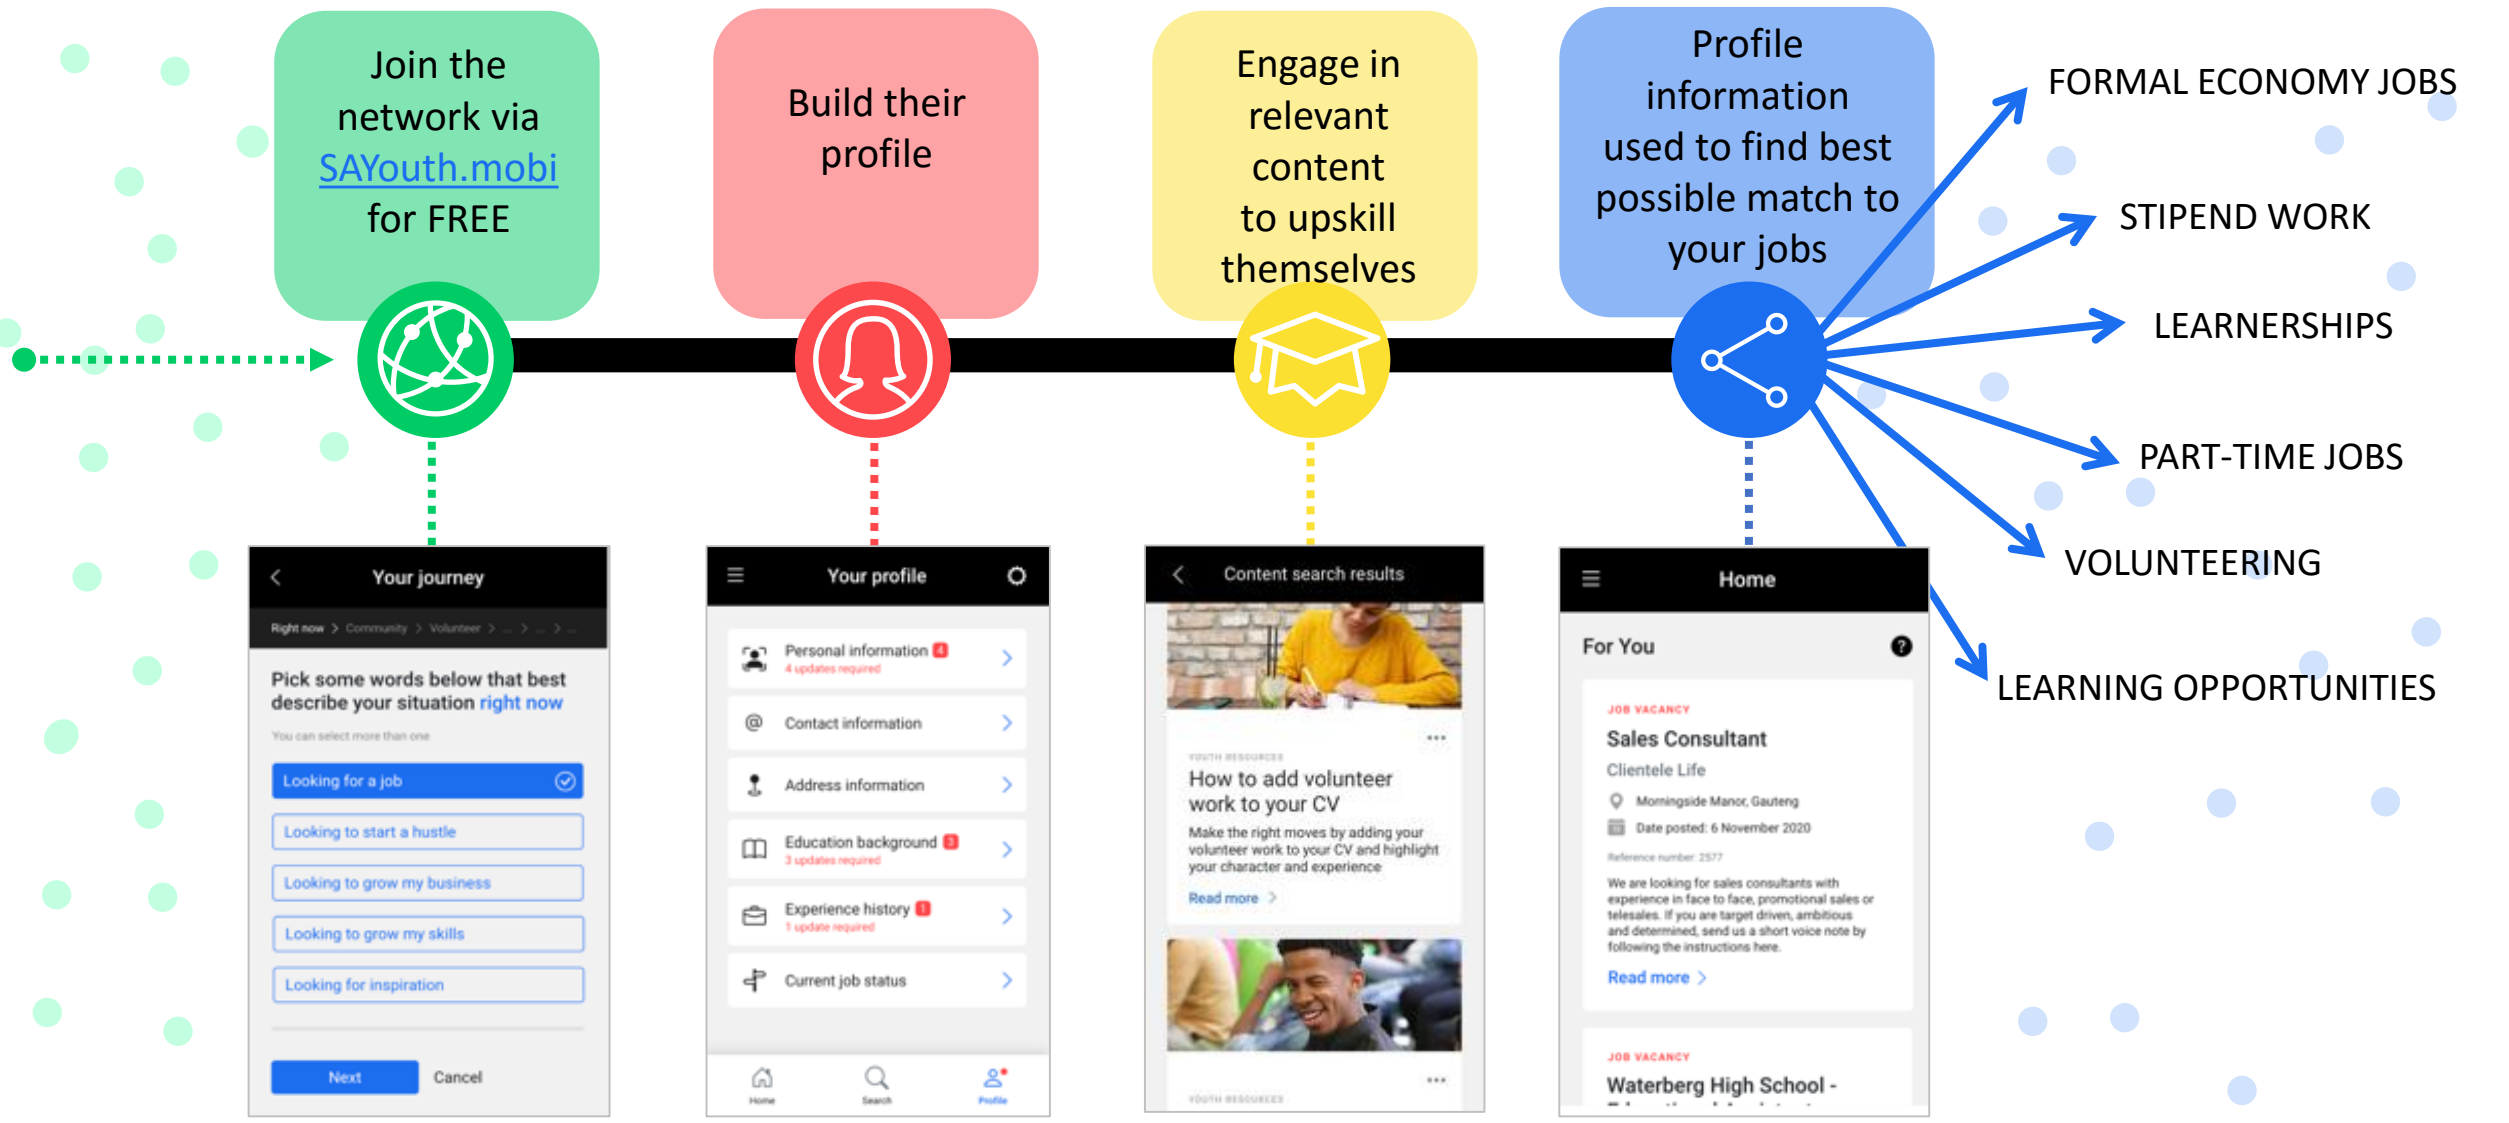 Join the
network via
SAYouth.mobi
for FREE
Build their
profile
Engage in
relevant
content
to upskill
themselves
Profile
information
used to find best
possible match to
your jobs
FORMAL ECONOMY JOBS
STIPEND WORK
LEARNERSHIPS
PART-TIME JOBS
VOLUNTEERING
LEARNING OPPORTUNITIES
Your journey
Right now > Community > Volunteer > ... > ... > ...
Pick some words below that best
describe your situation right now
You can select more than one
Looking for a job
Looking to start a hustle
Looking to grow my business
Looking to grow my skills
Looking for inspiration
Next Cancel
Your profile
Personal information 4
4 updates required
@ Contact information
Address information
Education background 3
3 updates required
Experience history 1
1 update required
Current job status
Home Search Profile
Content search results
YOUTH RESOURCES
How to add volunteer
work to your CV
Make the right moves by adding your
volunteer work to your CV and highlight
your character and experience
Read more >
YOUTH RESOURCES
Home
For You ?
JOB VACANCY
Sales Consultant
Clientele Life
Morningside Manor, Gauteng
Date posted: 6 November 2020
Reference number: 2577
We are looking for sales consultants with
experience in face to face, promotional sales or
telesales. If you are target driven, ambitious
and determined, send us a short voice note by
following the instructions here.
Read more >
JOB VACANCY
Waterberg High School -